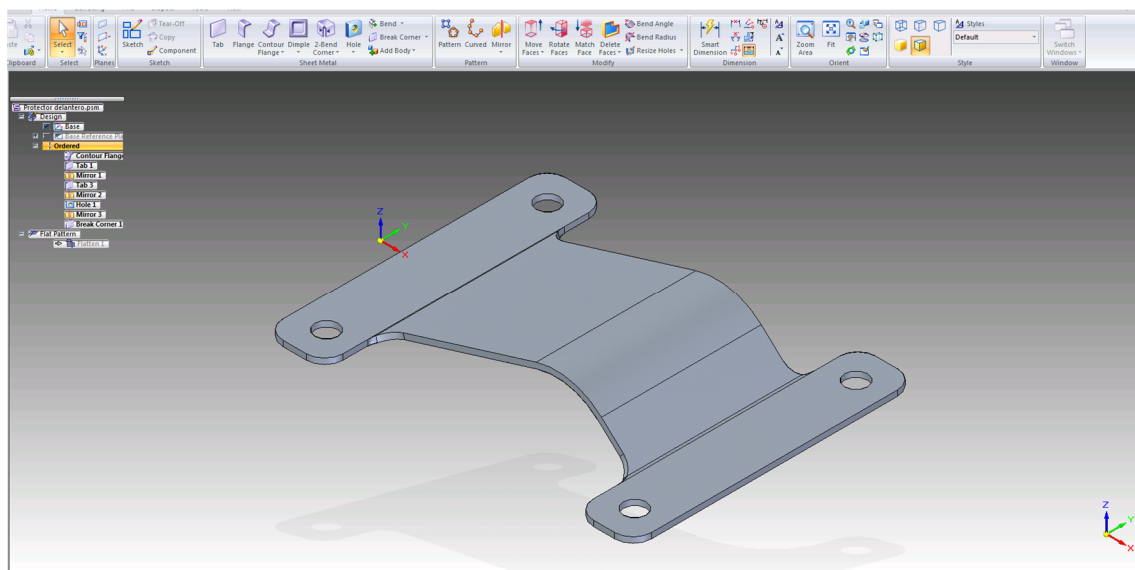 Select
Sketch
Tear-Off
Copy
Component
Tab
Flange
Contour Flange
Dimple
2-Bend Corner
Hole
Bend
Break Corner
Add Body
Pattern
Curved
Mirror
Move Faces
Rotate Faces
Match Face
Delete Faces
Bend Angle
Bend Radius
Resize Holes
Smart Dimension
Zoom Area
Fit
Styles
Default
Switch Windows
Clipboard
Select
Planes
Sketch
Sheet Metal
Pattern
Modify
Dimension
Orient
Style
Window
Protector delantero.psm
Design
Base
Base Reference
Ordered
Contour Flange
Tab 1
Mirror 1
Tab 3
Mirror 2
Hole 1
Mirror 3
Break Corner 1
Flat Pattern
Flatten 1
Z
Y
X
Z
Y
X